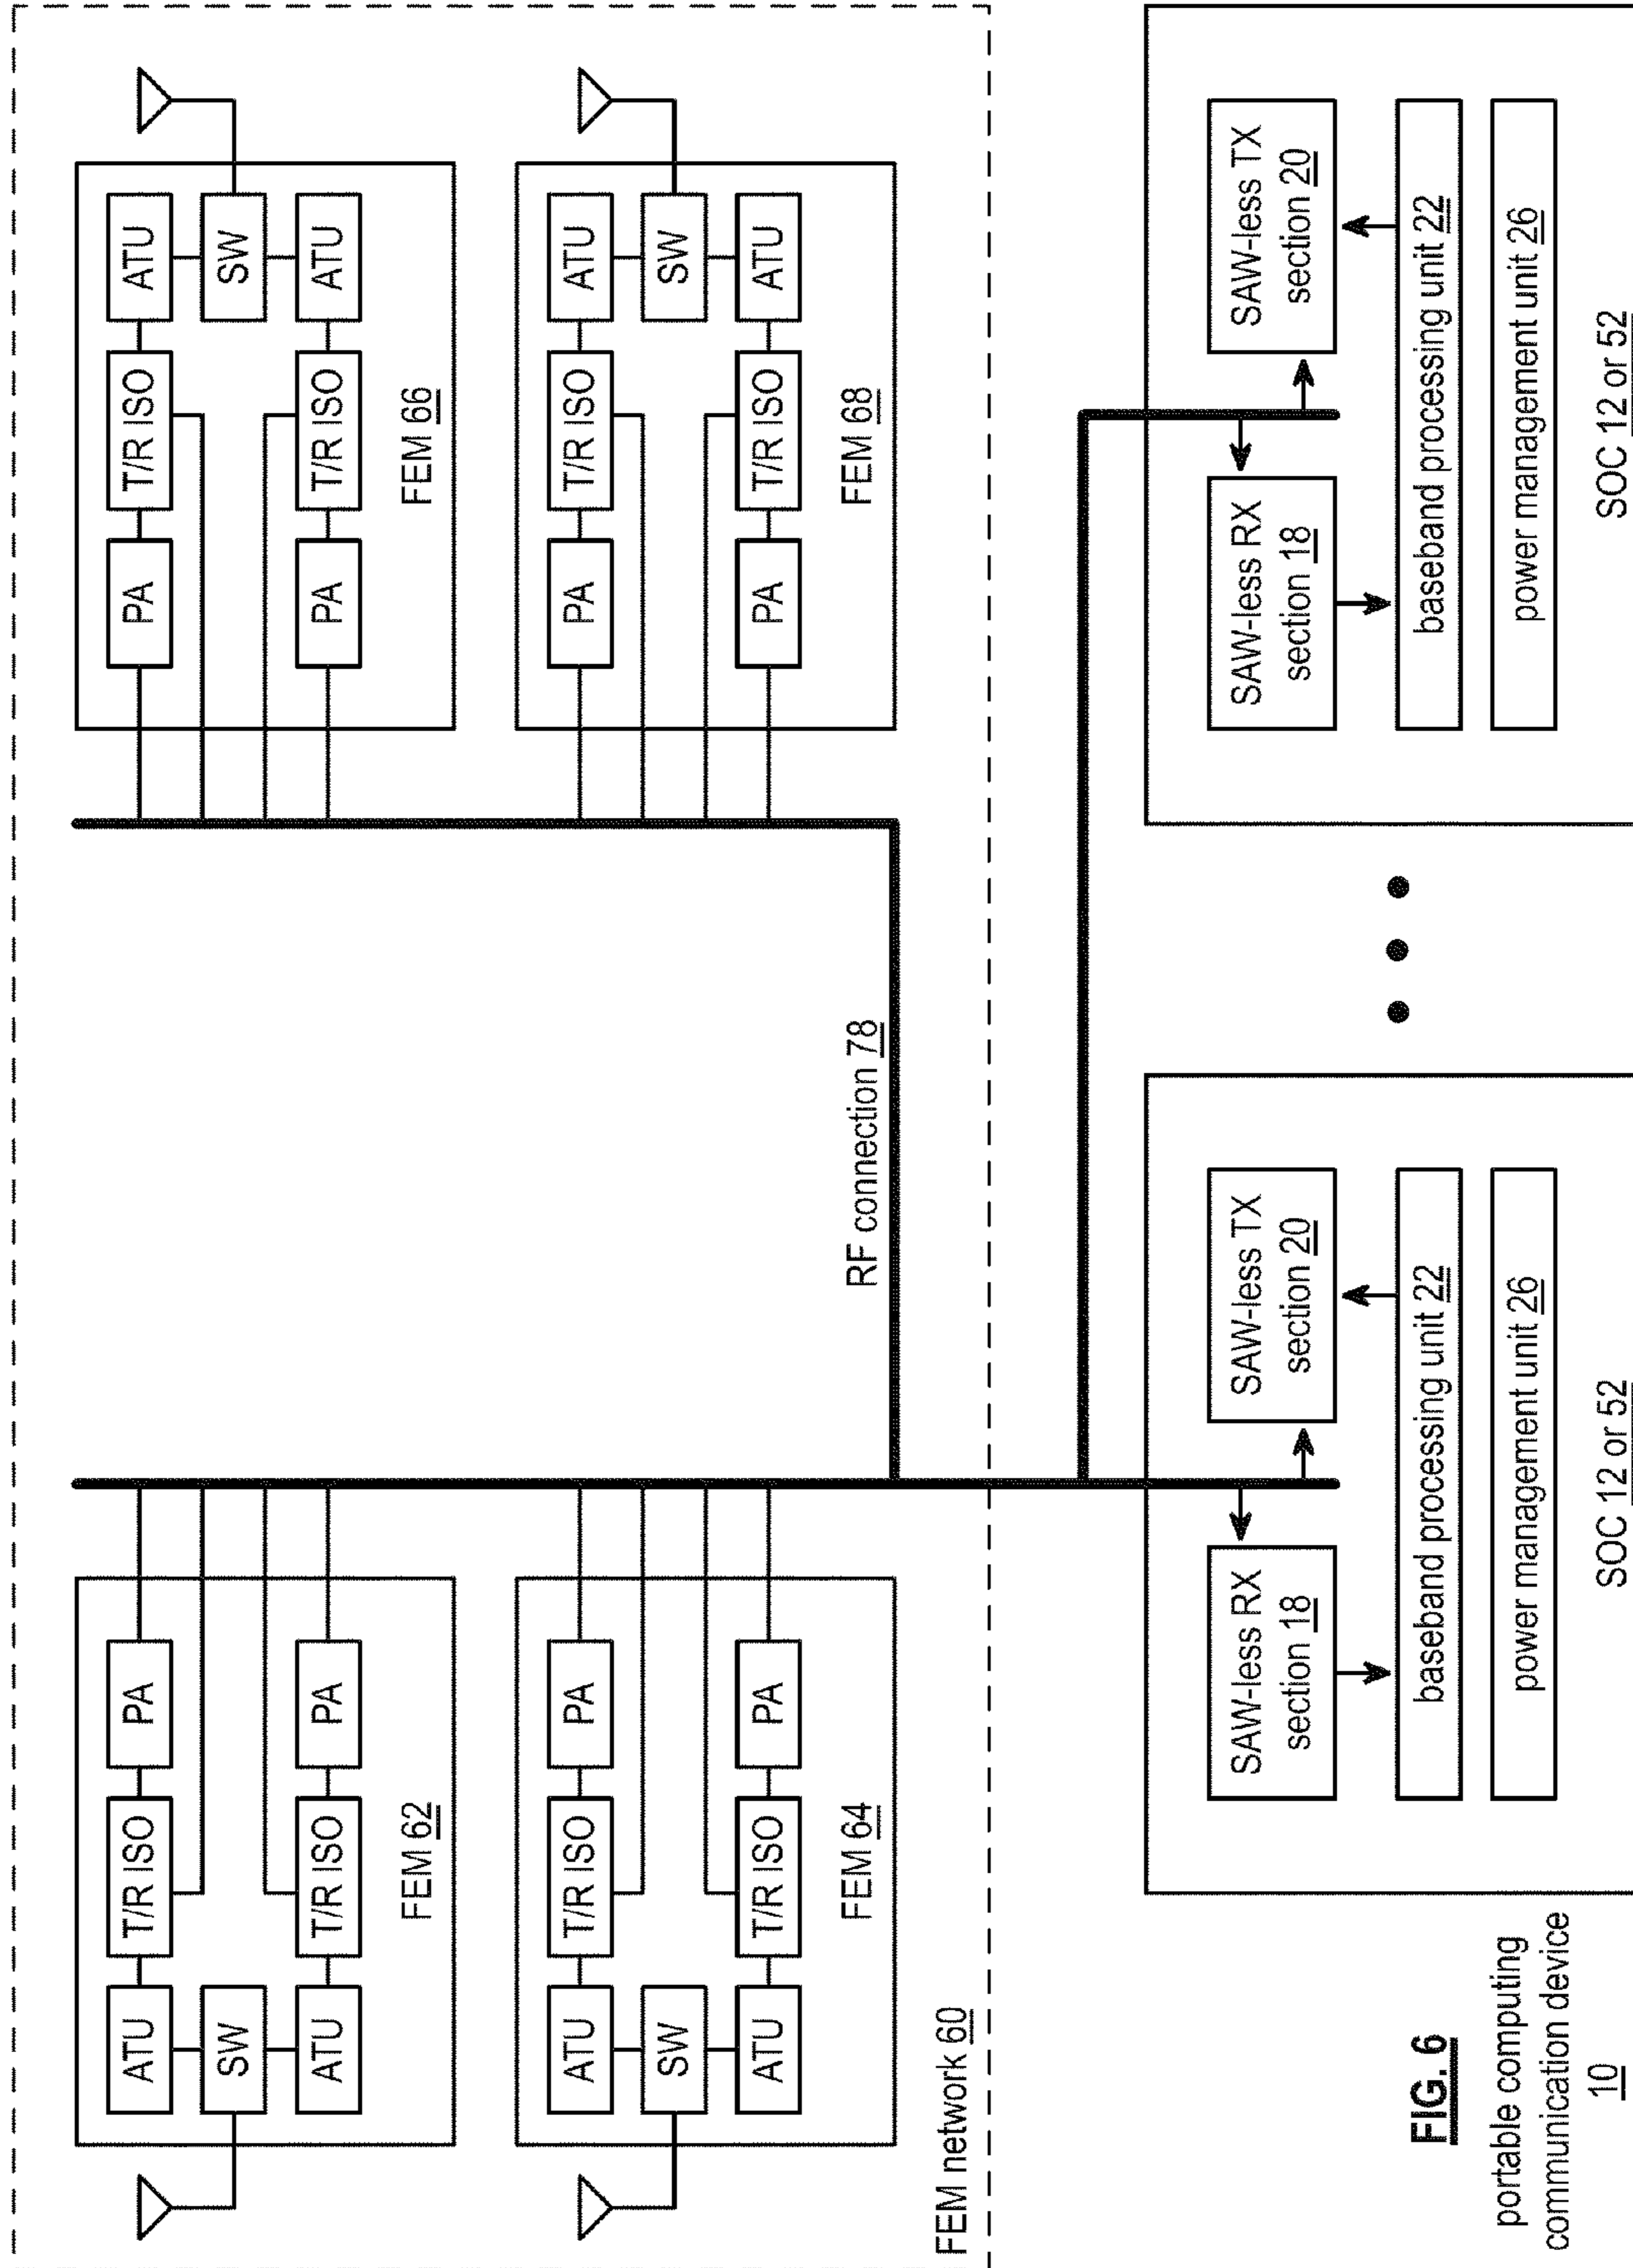 ATU
T/R ISO
PA
SW
ATU
T/R ISO
PA
FEM 62
PA
T/R ISO
ATU
SW
PA
T/R ISO
ATU
FEM 66
ATU
T/R ISO
PA
SW
ATU
T/R ISO
PA
FEM 64
PA
T/R ISO
ATU
SW
PA
T/R ISO
ATU
FEM 68
RF connection 78
FEM network 60
SAW-less RX
section 18
SAW-less TX
section 20
baseband processing unit 22
power management unit 26
SOC 12 or 52
SAW-less RX
section 18
SAW-less TX
section 20
baseband processing unit 22
power management unit 26
SOC 12 or 52
FIG. 6
portable computing
communication device
10